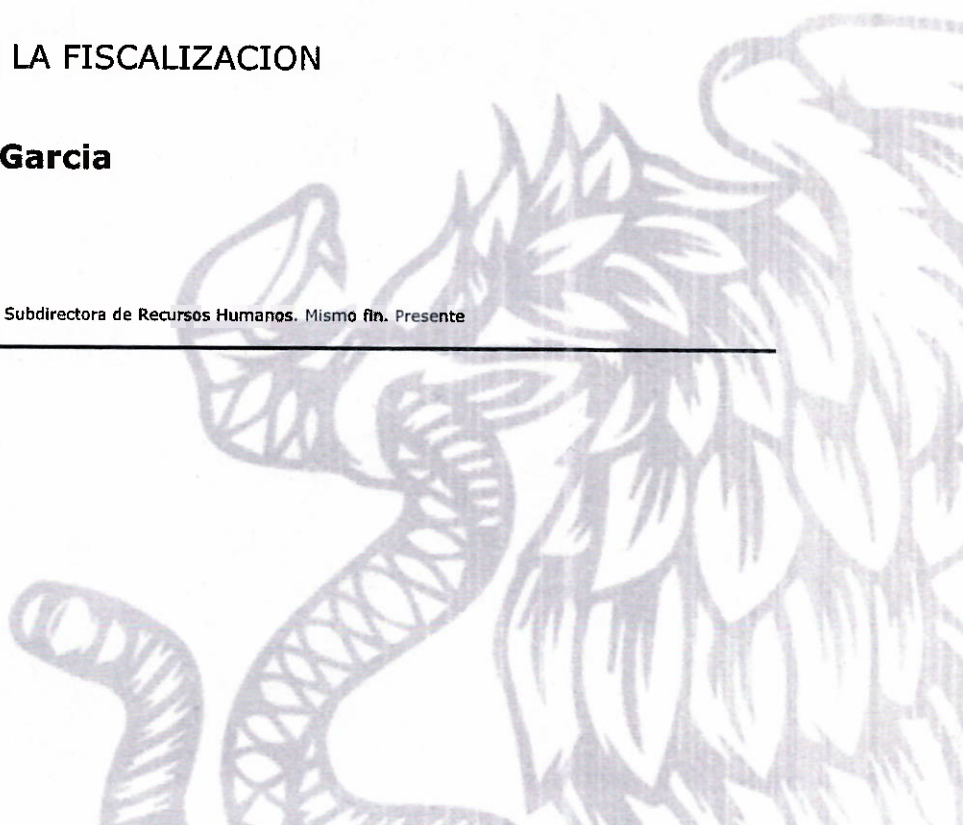 LA FISCALIZACION
Garcia
Subdirectora de Recursos Humanos. Mismo fin. Presente